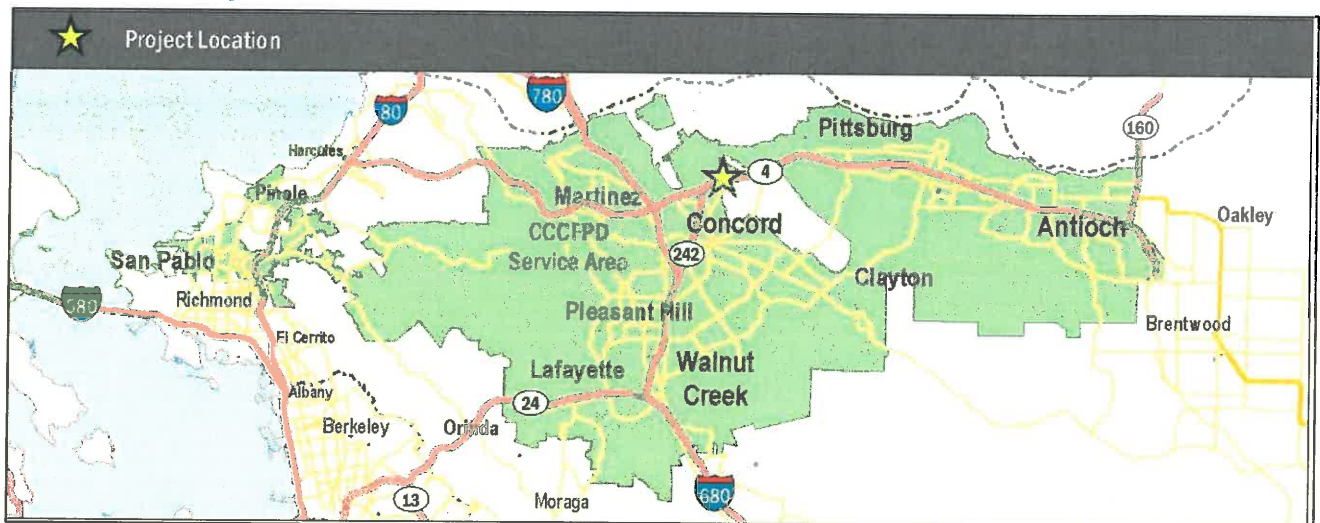 Project Location
80
780
160
Pittsburg
Hercules
4
Pinole
Martinez
Oakley
Concord
Antioch
CCCFPD
Service Area
242
San Pablo
Clayton
Richmond
680
Pleasant Hill
Brentwood
El Cerrito
Walnut
Creek
Lafayette
Albany
24
Berkeley
Orinda
13
Moraga
680